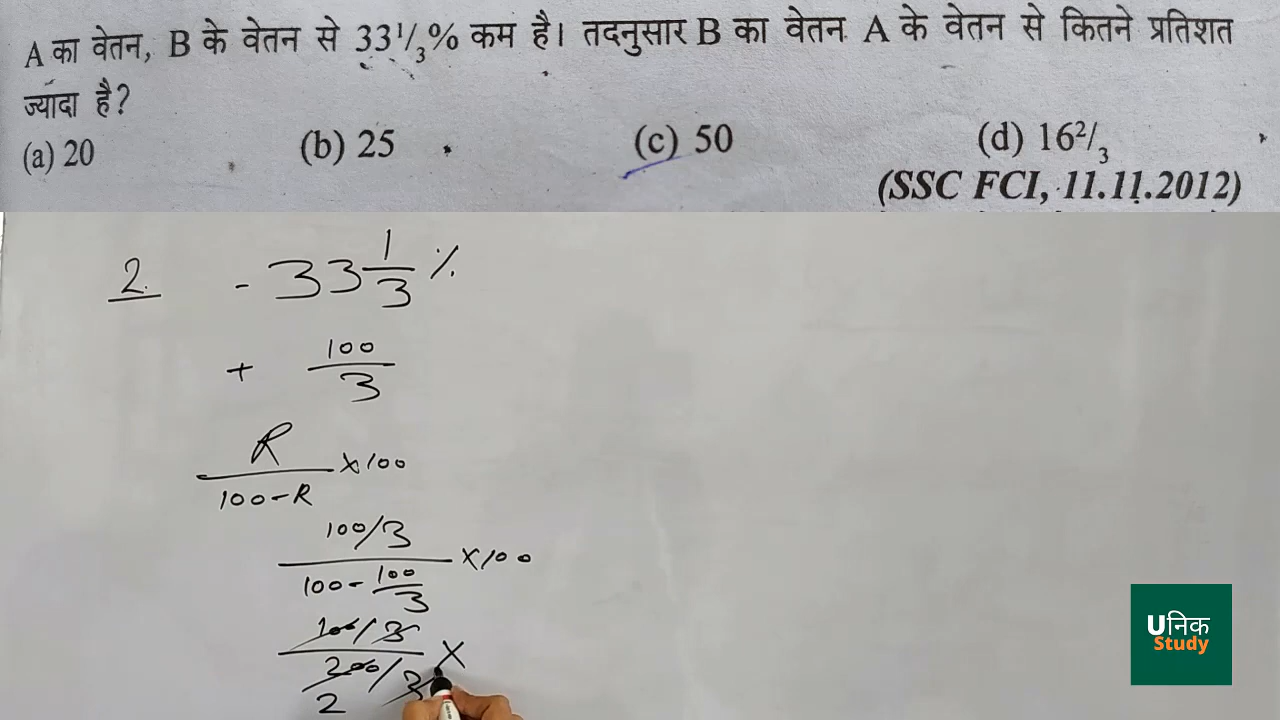 A का वेतन, B के वेतन से 33¹/₃% कम है। तदनुसार B का वेतन A के वेतन से कितने प्रतिशत
ज्यादा है?
(a) 20 (b) 25 (c) 50 (d) 16²/₃
(SSC FCI, 11.11.2012)
2. - 33 1/3 %
+ 100/3
R/(100-R) ×100
100/3
100 - 100/3 ×100
100/3 ×
200/3
2
Uनिक
Study